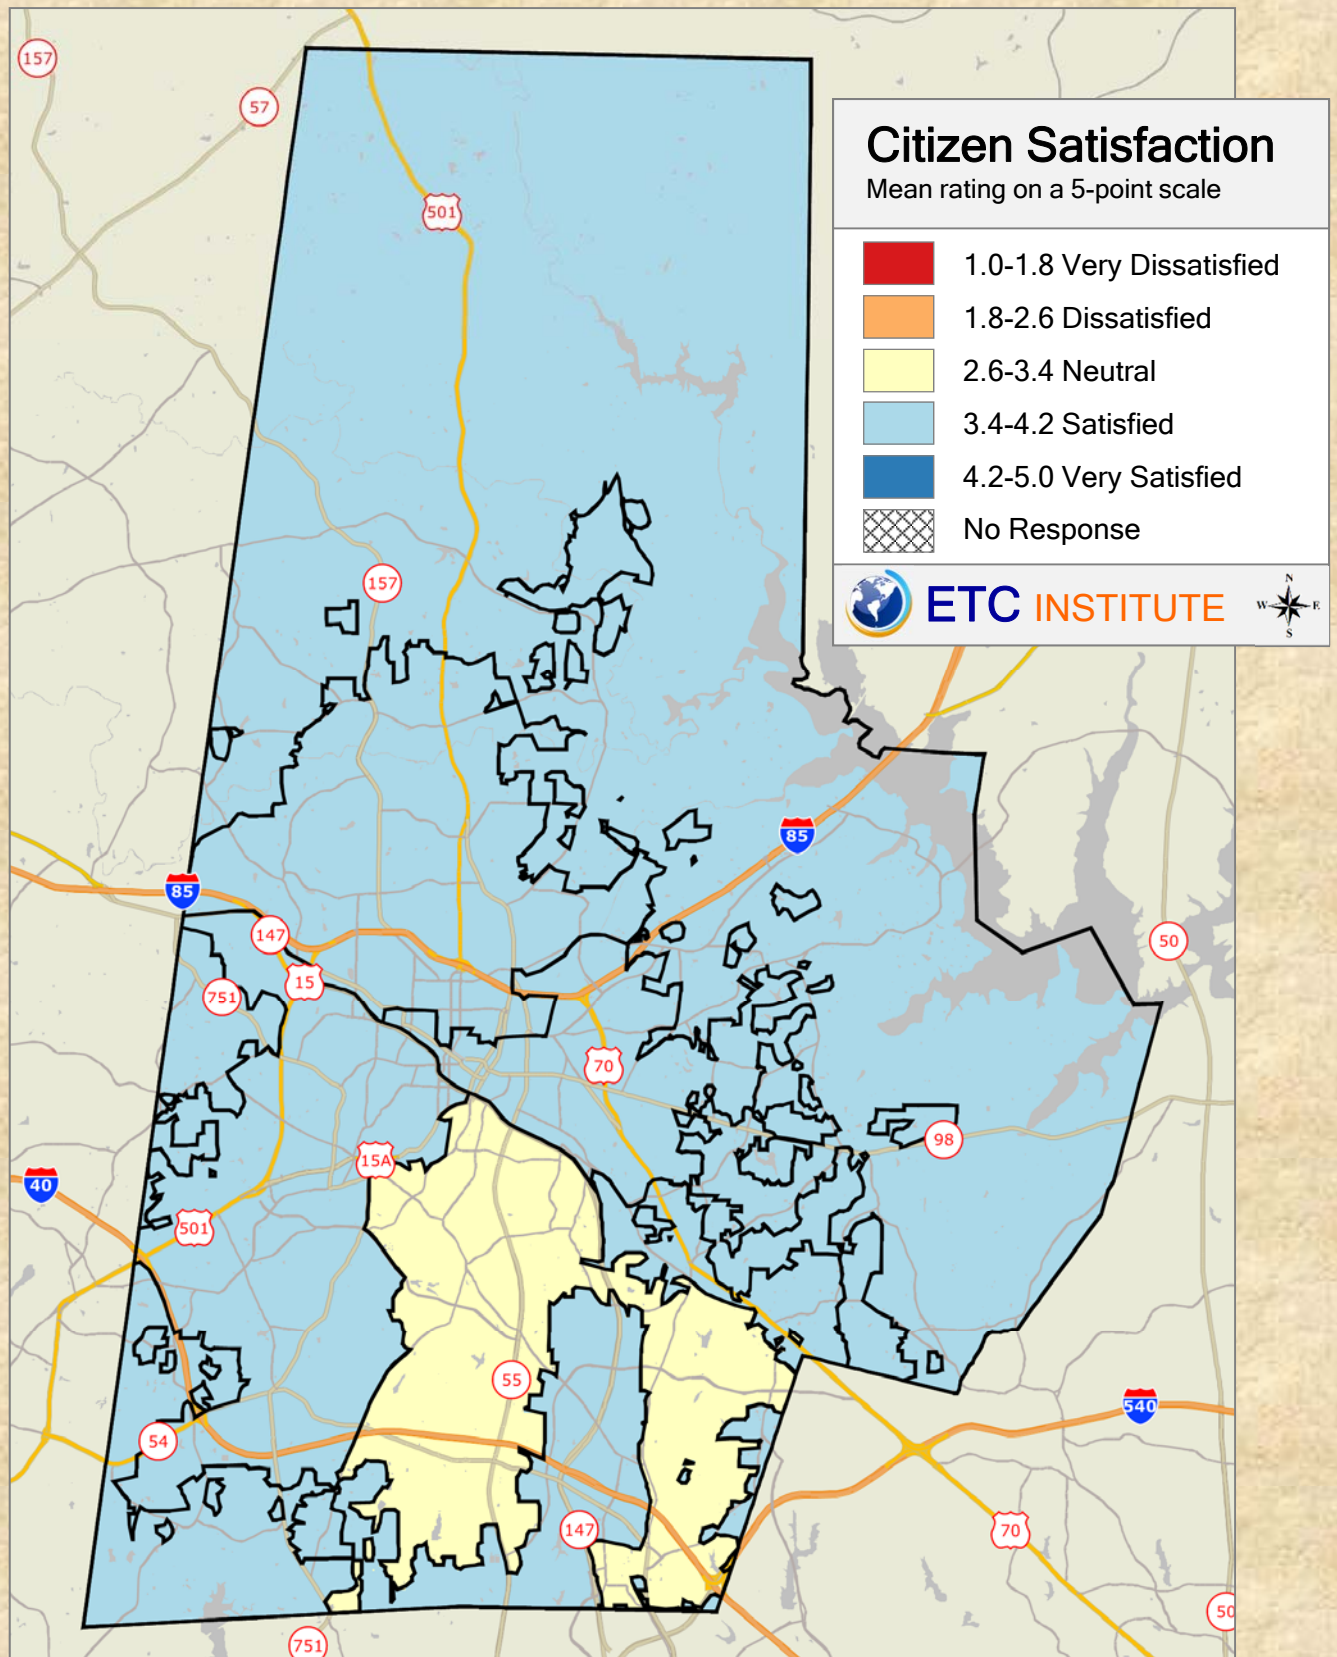 157
57
501
Citizen Satisfaction
Mean rating on a 5-point scale
1.0-1.8 Very Dissatisfied
1.8-2.6 Dissatisfied
2.6-3.4 Neutral
3.4-4.2 Satisfied
4.2-5.0 Very Satisfied
No Response
ETC INSTITUTE
N
W E
S
157
85
85
147
50
15
751
70
98
15A
40
501
55
540
54
147
70
50
751